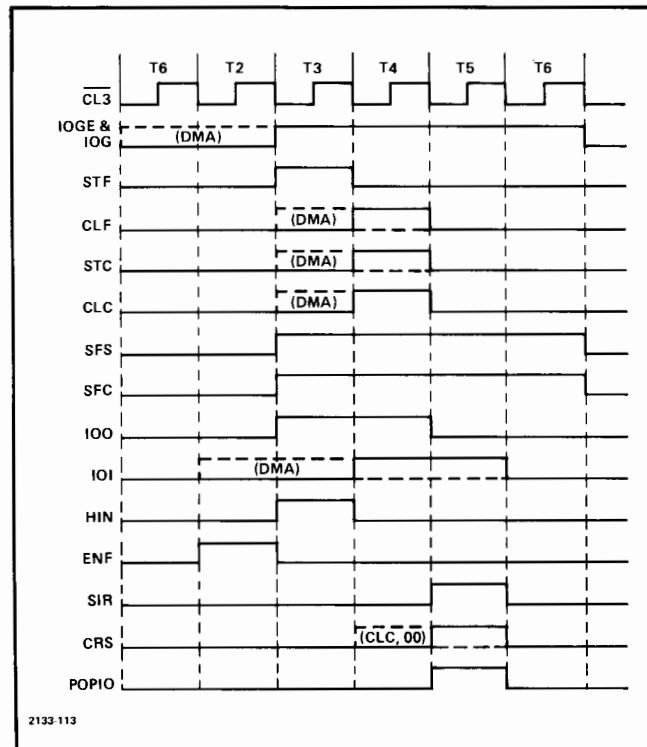 T6 T2 T3 T4 T5 T6
CL3
IOGE &
IOG
(DMA)
STF
CLF
(DMA)
STC
(DMA)
CLC
(DMA)
SFS
SFC
IOO
IOI
(DMA)
HIN
ENF
SIR
CRS
(CLC, 00)
POPIO
2133-113